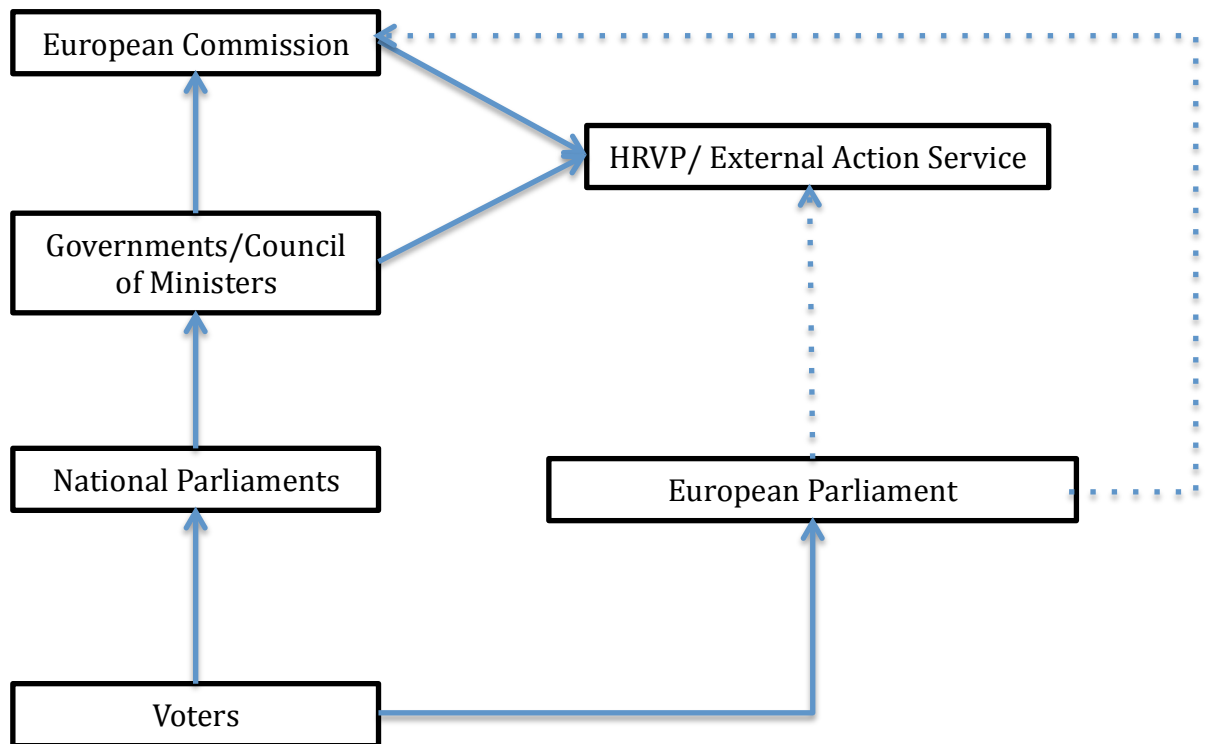 European Commission
HRVP/ External Action Service
Governments/Council
of Ministers
National Parliaments
European Parliament
Voters